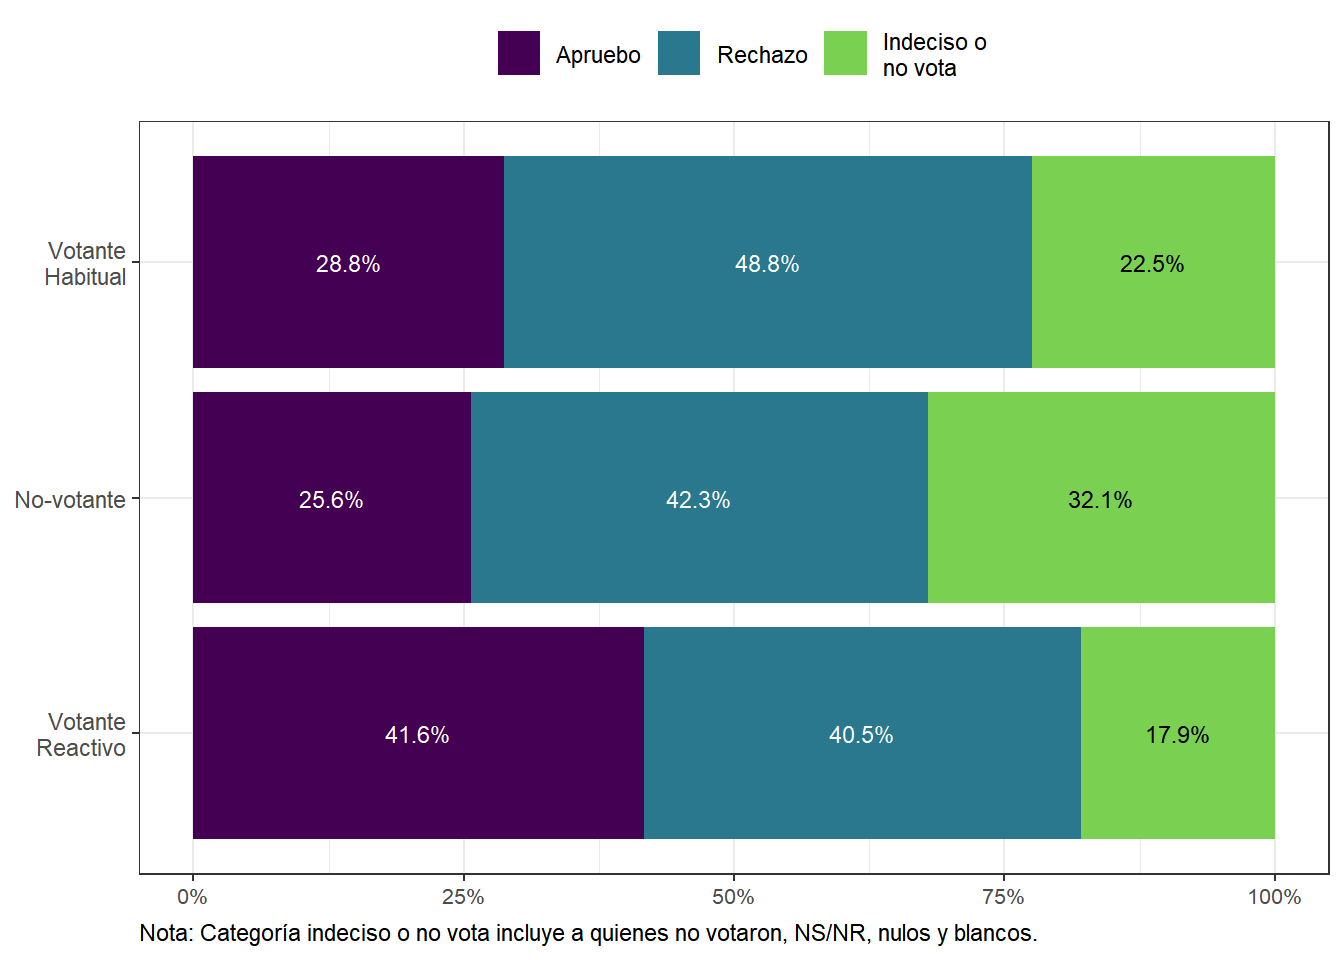 Apruebo
Rechazo
Indeciso o
no vota
Votante
Habitual
28.8%
48.8%
22.5%
No-votante
25.6%
42.3%
32.1%
Votante
Reactivo
41.6%
40.5%
17.9%
0%
25%
50%
75%
100%
Nota: Categoría indeciso o no vota incluye a quienes no votaron, NS/NR, nulos y blancos.